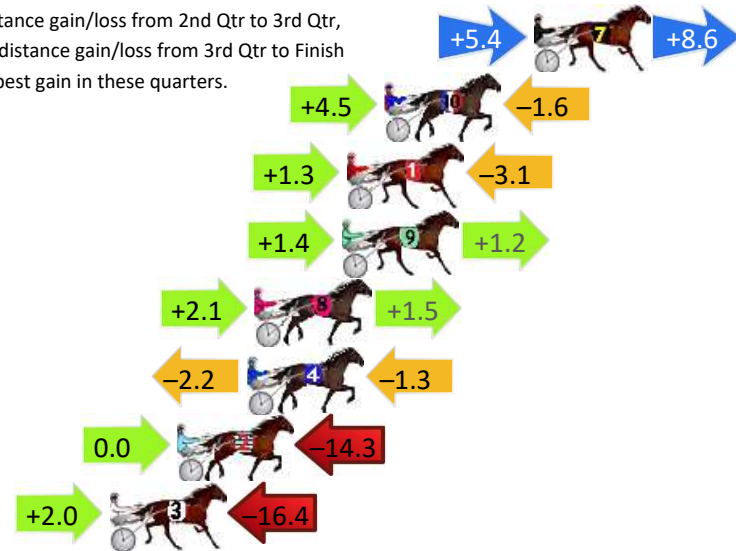 tance gain/loss from 2nd Qtr to 3rd Qtr,
distance gain/loss from 3rd Qtr to Finish
best gain in these quarters.
+5.4 7 +8.6
+4.5 10 –1.6
+1.3 1 –3.1
+1.4 9 +1.2
+2.1 8 +1.5
–2.2 4 –1.3
0.0 –14.3
+2.0 3 –16.4